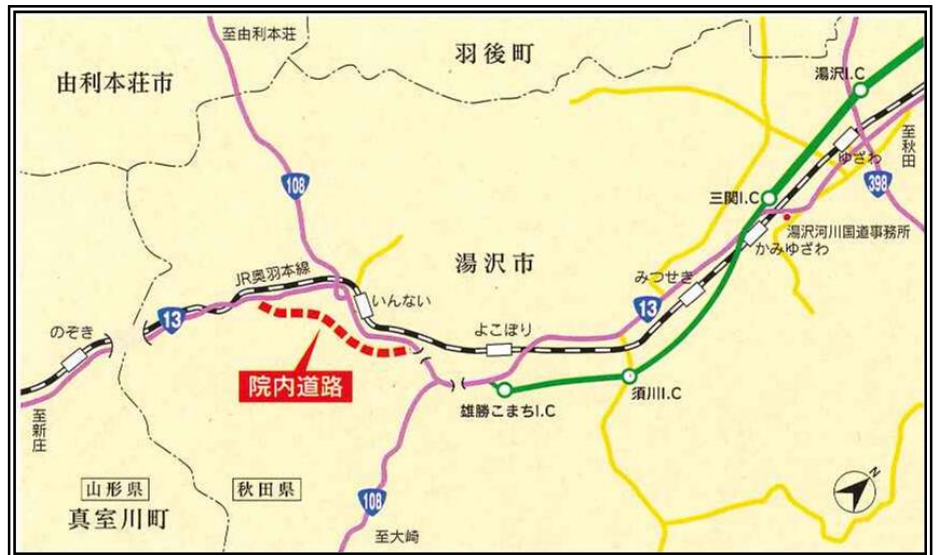 至由利本荘
羽後町
由利本荘市
湯沢I.C
ゆざわ
至秋田
108
398
三関I.C
湯沢河川国道事務所
かみゆざわ
湯沢市
JR奥羽本線
みつせき
いんない
13
13
よこぼり
のぞき
院内道路
須川I.C
雄勝こまちI.C
至新庄
山形県
秋田県
真室川町
108
至大崎
N